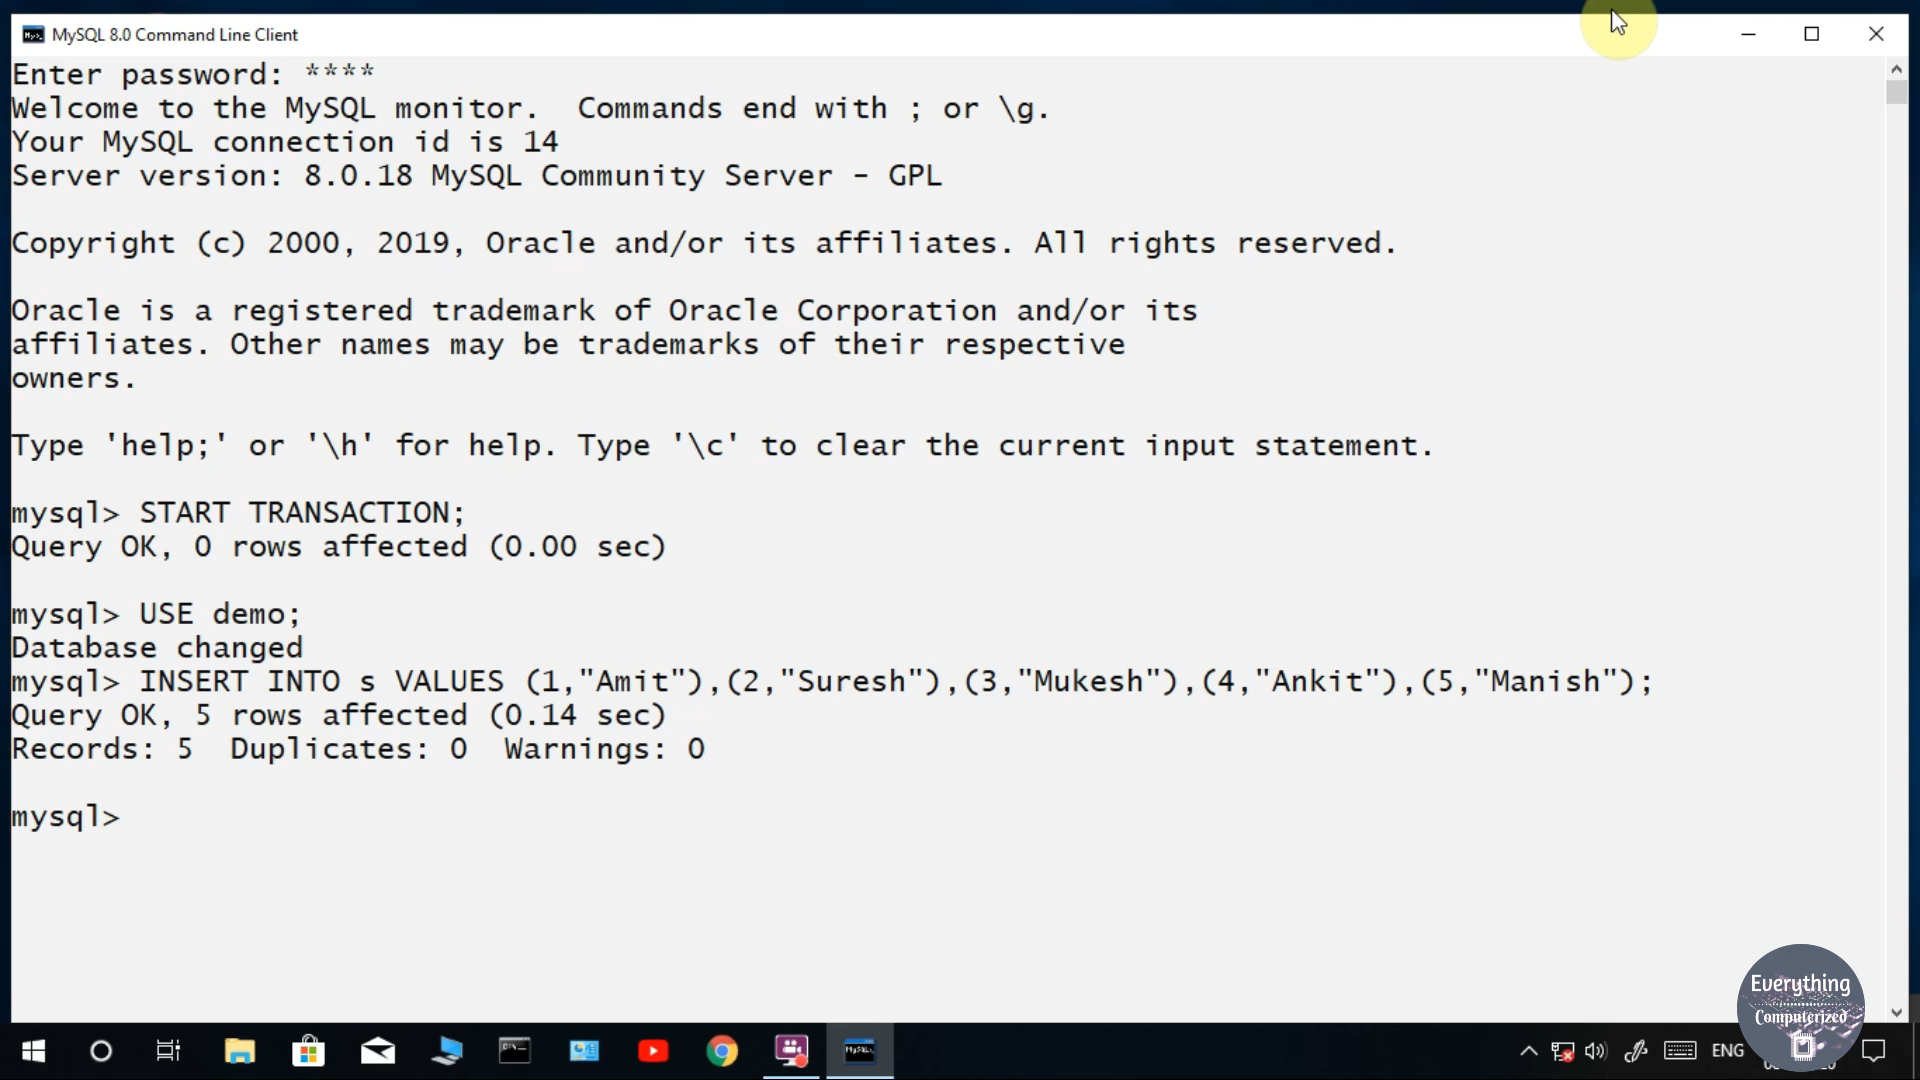 MySQL 8.0 Command Line Client
Enter password: ****
Welcome to the MySQL monitor.  Commands end with ; or \g.
Your MySQL connection id is 14
Server version: 8.0.18 MySQL Community Server - GPL
Copyright (c) 2000, 2019, Oracle and/or its affiliates. All rights reserved.
Oracle is a registered trademark of Oracle Corporation and/or its
affiliates. Other names may be trademarks of their respective
owners.
Type 'help;' or '\h' for help. Type '\c' to clear the current input statement.
mysql> START TRANSACTION;
Query OK, 0 rows affected (0.00 sec)
mysql> USE demo;
Database changed
mysql> INSERT INTO s VALUES (1,"Amit"),(2,"Suresh"),(3,"Mukesh"),(4,"Ankit"),(5,"Manish");
Query OK, 5 rows affected (0.14 sec)
Records: 5  Duplicates: 0  Warnings: 0
mysql>
Everything
Computerized
ENG